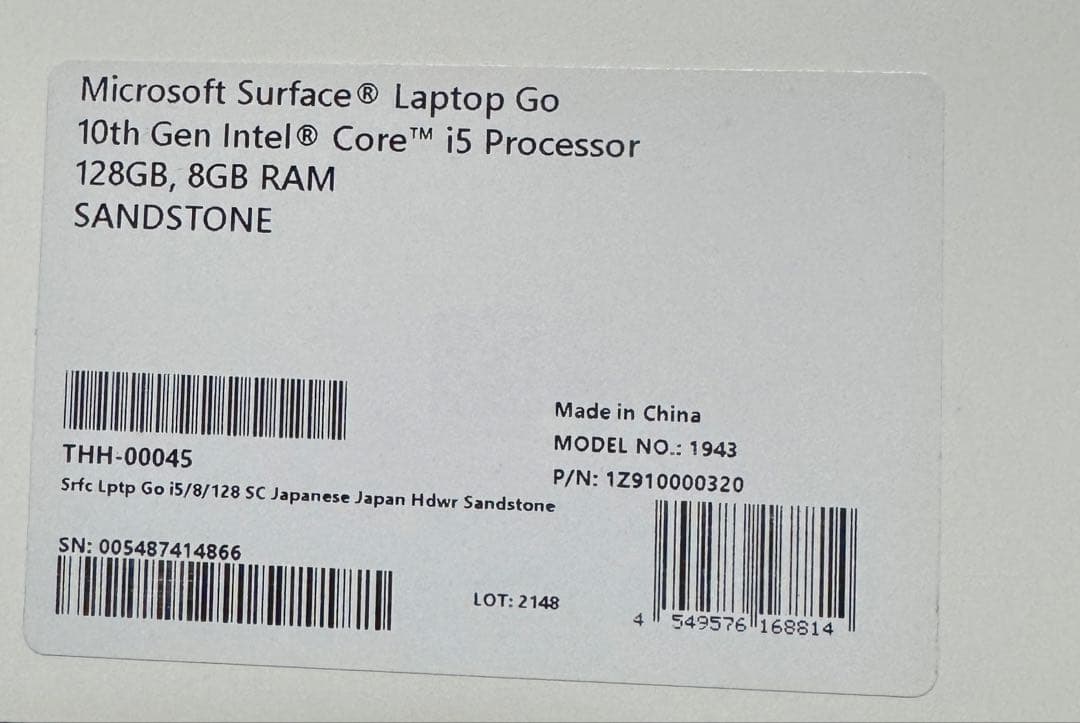 Microsoft Surface® Laptop Go
10th Gen Intel® Core™ i5 Processor
128GB, 8GB RAM
SANDSTONE
THH-00045
Srfc Lptp Go i5/8/128 SC Japanese Japan Hdwr Sandstone
SN: 005487414866
LOT: 2148
Made in China
MODEL NO.: 1943
P/N: 1Z910000320
4 549576 168814